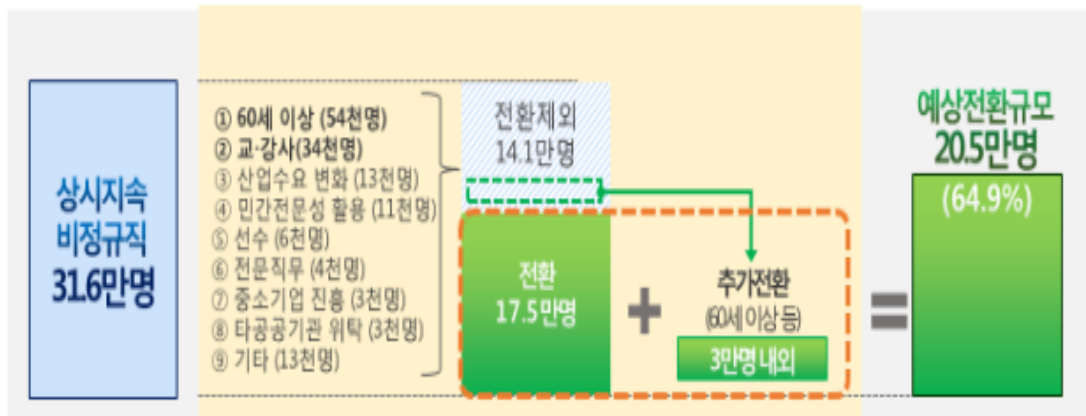 상시지속
비정규직
31.6만명
① 60세 이상 (54천명)
② 교·강사(34천명)
③ 산업수요 변화 (13천명)
④ 민간전문성 활용 (11천명)
⑤ 선수 (6천명)
⑥ 전문직무 (4천명)
⑦ 중소기업 진흥 (3천명)
⑧ 타공공기관 위탁 (3천명)
⑨ 기타 (13천명)
전환제외
14.1만명
전환
17.5만명
+
추가전환
(60세 이상 등)
3만명 내외
=
예상전환규모
20.5만명
(64.9%)